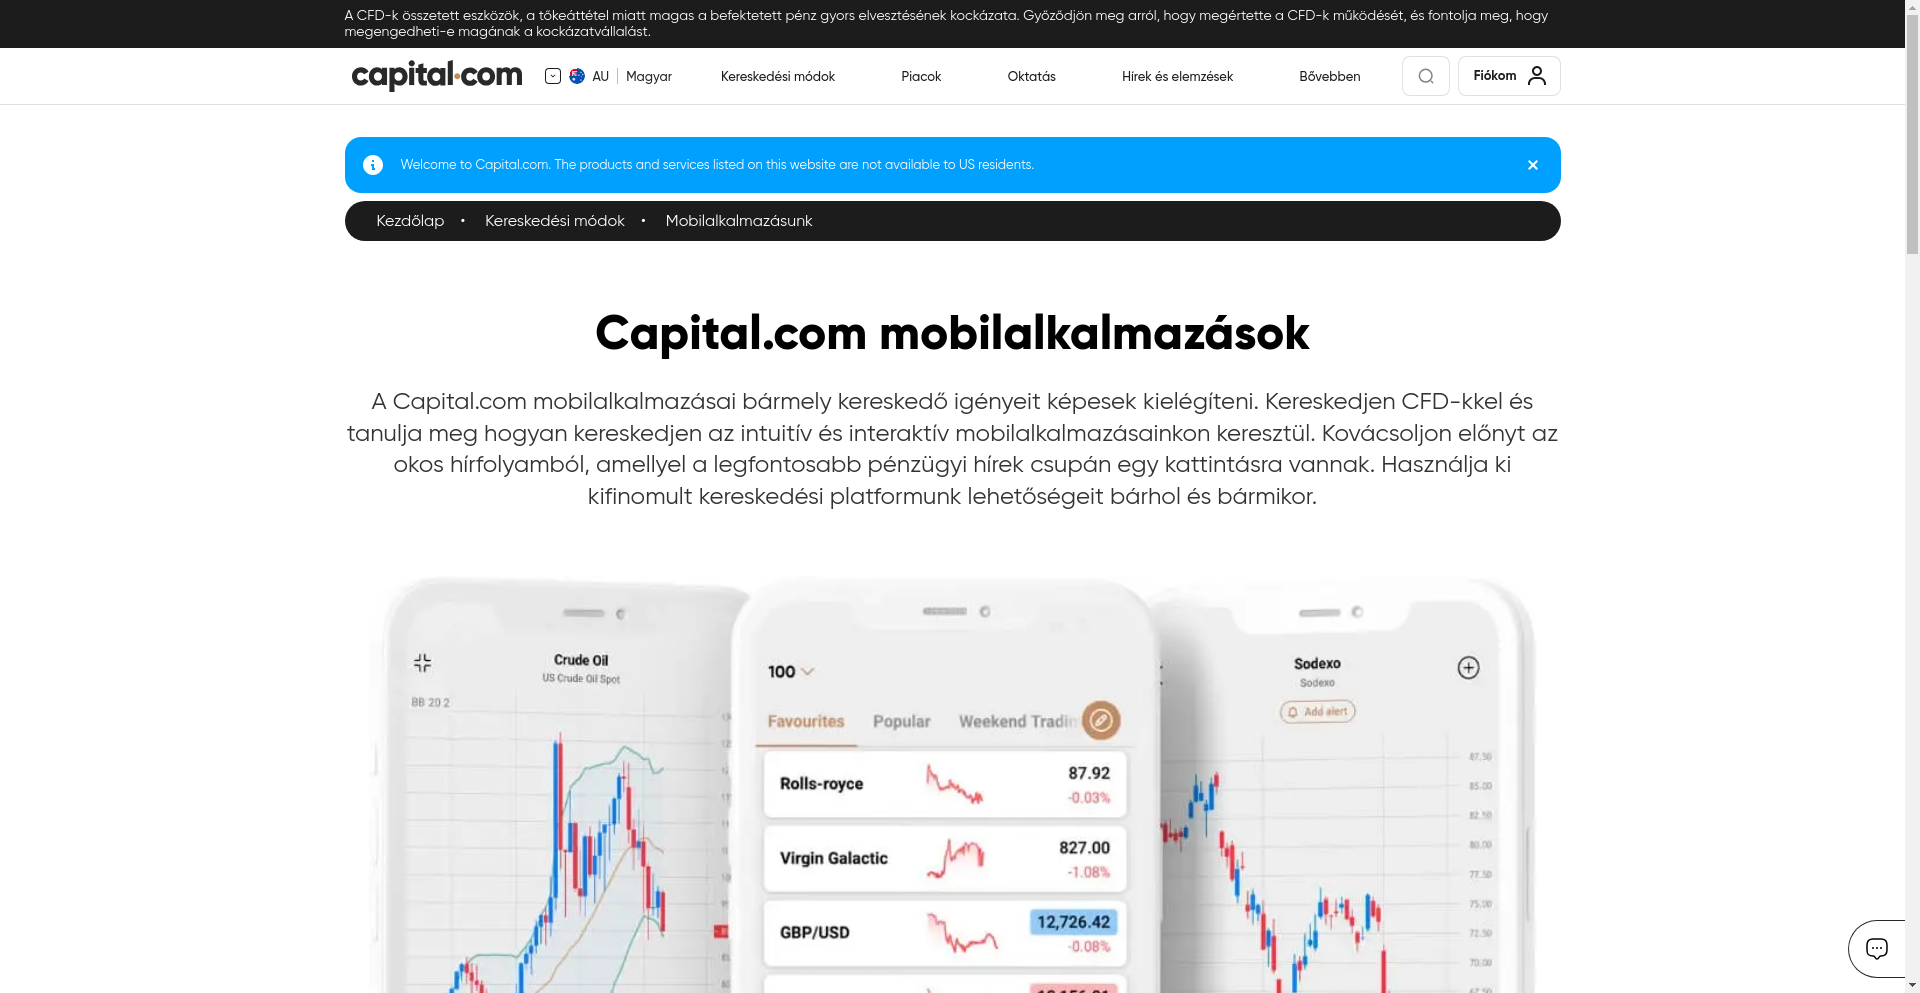 A CFD-k összetett eszközök, a tőkeáttétel miatt magas a befektetett pénz gyors elvesztésének kockázata. Győződjön meg arról, hogy megértette a CFD-k működését, és fontolja meg, hogy
megengedheti-e magának a kockázatvállalást.
capital.com
AU Magyar
Kereskedési módok
Piacok
Oktatás
Hírek és elemzések
Bővebben
Fiókom
Welcome to Capital.com. The products and services listed on this website are not available to US residents.
Kezdőlap • Kereskedési módok • Mobilalkalmazásunk
Capital.com mobilalkalmazások
A Capital.com mobilalkalmazásai bármely kereskedő igényeit képesek kielégíteni. Kereskedjen CFD-kkel és
tanulja meg hogyan kereskedjen az intuitív és interaktív mobilalkalmazásainkon keresztül. Kovácsoljon előnyt az
okos hírfolyamból, amellyel a legfontosabb pénzügyi hírek csupán egy kattintásra vannak. Használja ki
kifinomult kereskedési platformunk lehetőségeit bárhol és bármikor.
Crude Oil
US Crude Oil Spot
BB 20 2
100
Favourites Popular Weekend Tradin
Rolls-royce
87.92
-0.03%
Virgin Galactic
827.00
-1.08%
GBP/USD
12,726.42
-0.08%
Sodexo
Sodexo
Add alert
87.50
85.00
82.50
80.00
77.50
75.00
72.50
70.00